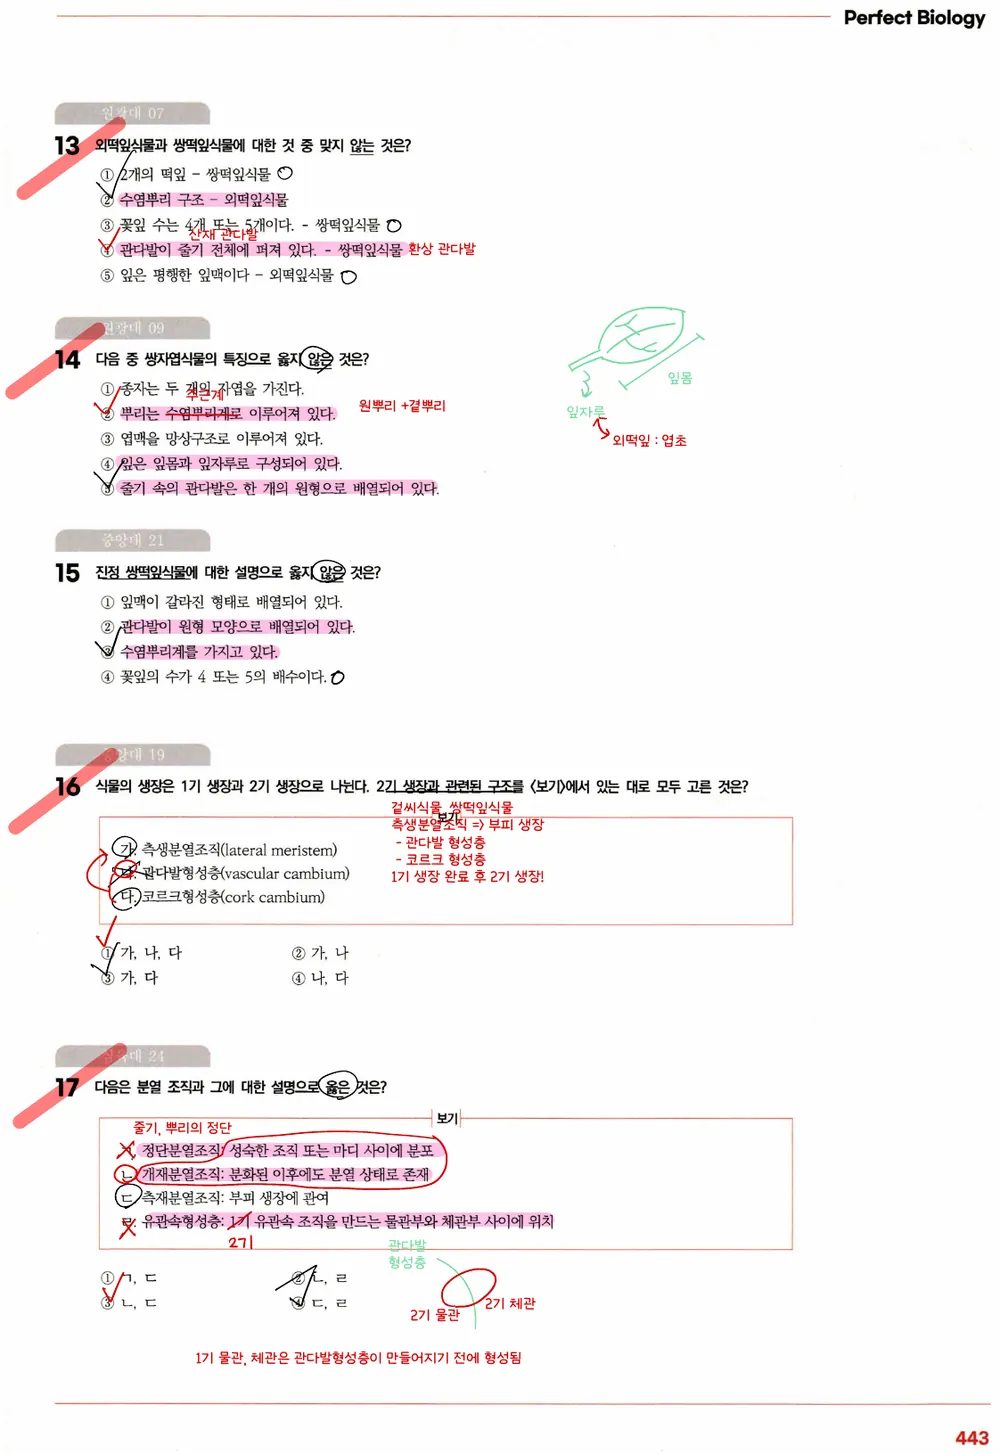 Perfect Biology
원광대 07
13 외떡잎식물과 쌍떡잎식물에 대한 것 중 맞지 않는 것은?
① 2개의 떡잎 - 쌍떡잎식물
② 수염뿌리 구조 - 외떡잎식물
③ 꽃잎 수는 4개 또는 5개이다. - 쌍떡잎식물
산재 관다발
④ 관다발이 줄기 전체에 퍼져 있다. - 쌍떡잎식물 환상 관다발
⑤ 잎은 평행한 잎맥이다 - 외떡잎식물
원광대 09
14 다음 중 쌍자엽식물의 특징으로 옳지 않은 것은?
① 종자는 두 개의 자엽을 가진다.
주근계
② 뿌리는 수염뿌리계로 이루어져 있다. 원뿌리 +곁뿌리
③ 엽맥을 망상구조로 이루어져 있다.
④ 잎은 잎몸과 잎자루로 구성되어 있다.
⑤ 줄기 속의 관다발은 한 개의 원형으로 배열되어 있다.
잎몸
잎자루
외떡잎 : 엽초
중앙대 21
15 진정 쌍떡잎식물에 대한 설명으로 옳지 않은 것은?
① 잎맥이 갈라진 형태로 배열되어 있다.
② 관다발이 원형 모양으로 배열되어 있다.
③ 수염뿌리계를 가지고 있다.
④ 꽃잎의 수가 4 또는 5의 배수이다.
중앙대 19
16 식물의 생장은 1기 생장과 2기 생장으로 나뉜다. 2기 생장과 관련된 구조를 <보기>에서 있는 대로 모두 고른 것은?
겉씨식물, 쌍떡잎식물
보기
측생분열조직 => 부피 생장
- 관다발 형성층
- 코르크 형성층
1기 생장 완료 후 2기 생장!
가. 측생분열조직(lateral meristem)
나. 관다발형성층(vascular cambium)
다. 코르크형성층(cork cambium)
① 가, 나, 다 ② 가, 나
③ 가, 다 ④ 나, 다
삼육대 24
17 다음은 분열 조직과 그에 대한 설명으로 옳은 것은?
보기
줄기, 뿌리의 정단
ㄱ. 정단분열조직: 성숙한 조직 또는 마디 사이에 분포
ㄴ. 개재분열조직: 분화된 이후에도 분열 상태로 존재
ㄷ. 측재분열조직: 부피 생장에 관여
ㄹ. 유관속형성층: 1기 유관속 조직을 만드는 물관부와 체관부 사이에 위치
2기
관다발
형성층
① ㄱ, ㄷ ② ㄴ, ㄹ
③ ㄴ, ㄷ ④ ㄷ, ㄹ
2기 체관
2기 물관
1기 물관, 체관은 관다발형성층이 만들어지기 전에 형성됨
443